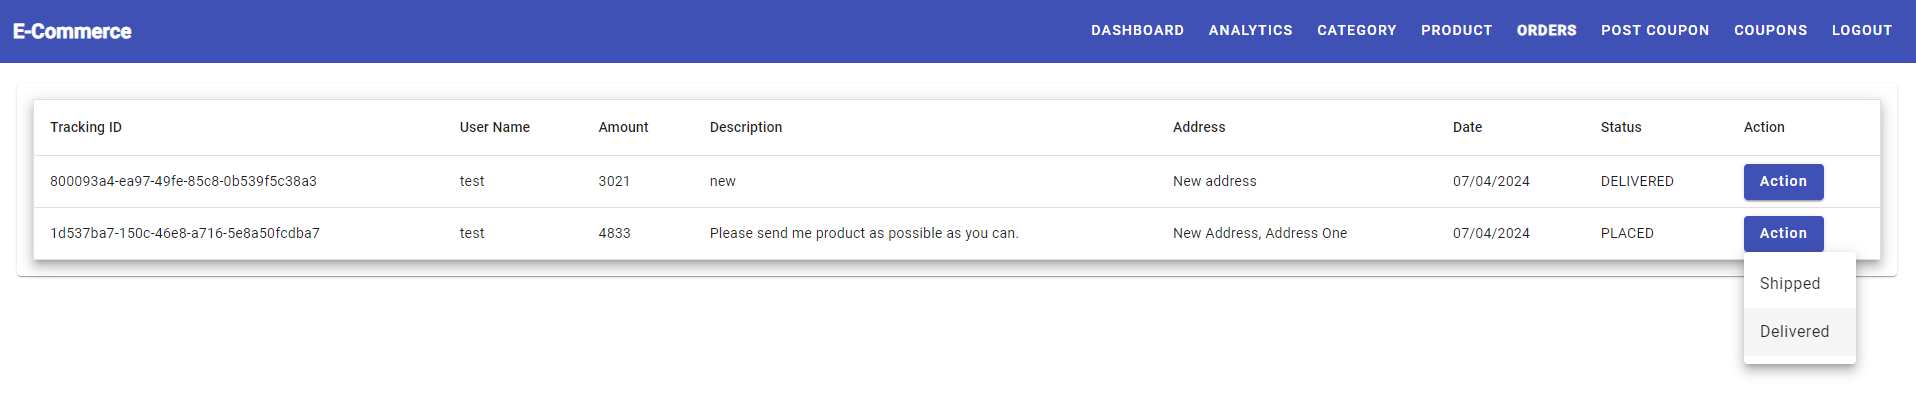 E-Commerce DASHBOARD ANALYTICS CATEGORY PRODUCT ORDERS POST COUPON COUPONS LOGOUT
Tracking ID User Name Amount Description Address Date Status Action
800093a4-ea97-49fe-85c8-0b539f5c38a3 test 3021 new New address 07/04/2024 DELIVERED Action
1d537ba7-150c-46e8-a716-5e8a50fcdba7 test 4833 Please send me product as possible as you can. New Address, Address One 07/04/2024 PLACED Action
Shipped
Delivered